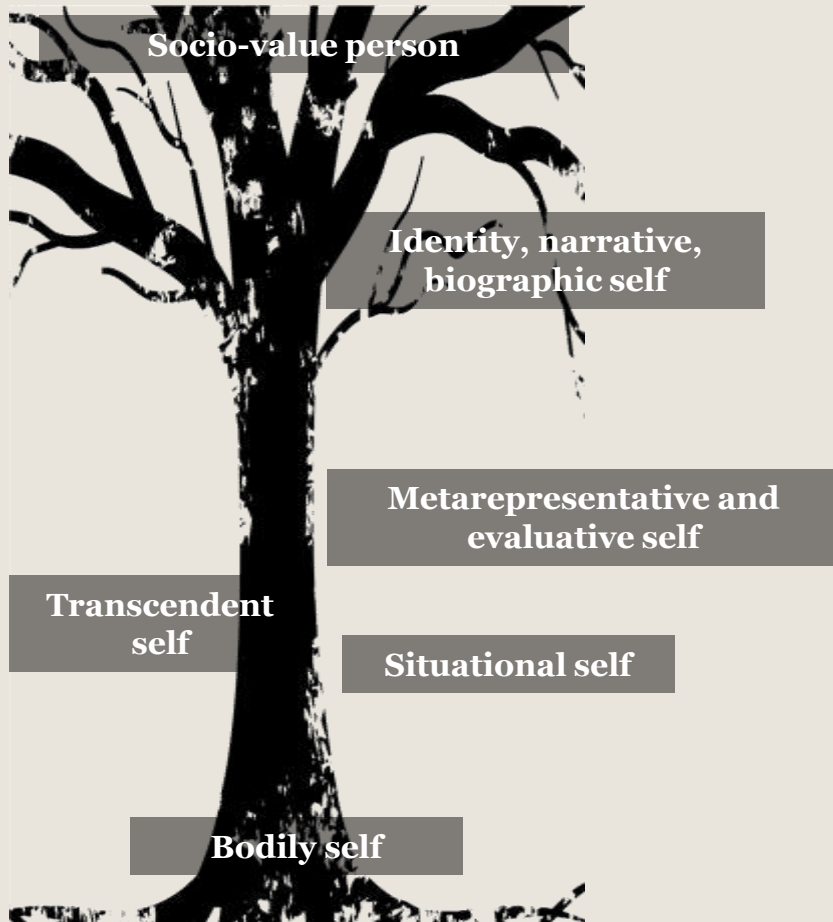 Socio-value person
Identity, narrative,
biographic self
Metarepresentative and
evaluative self
Transcendent
self
Situational self
Bodily self